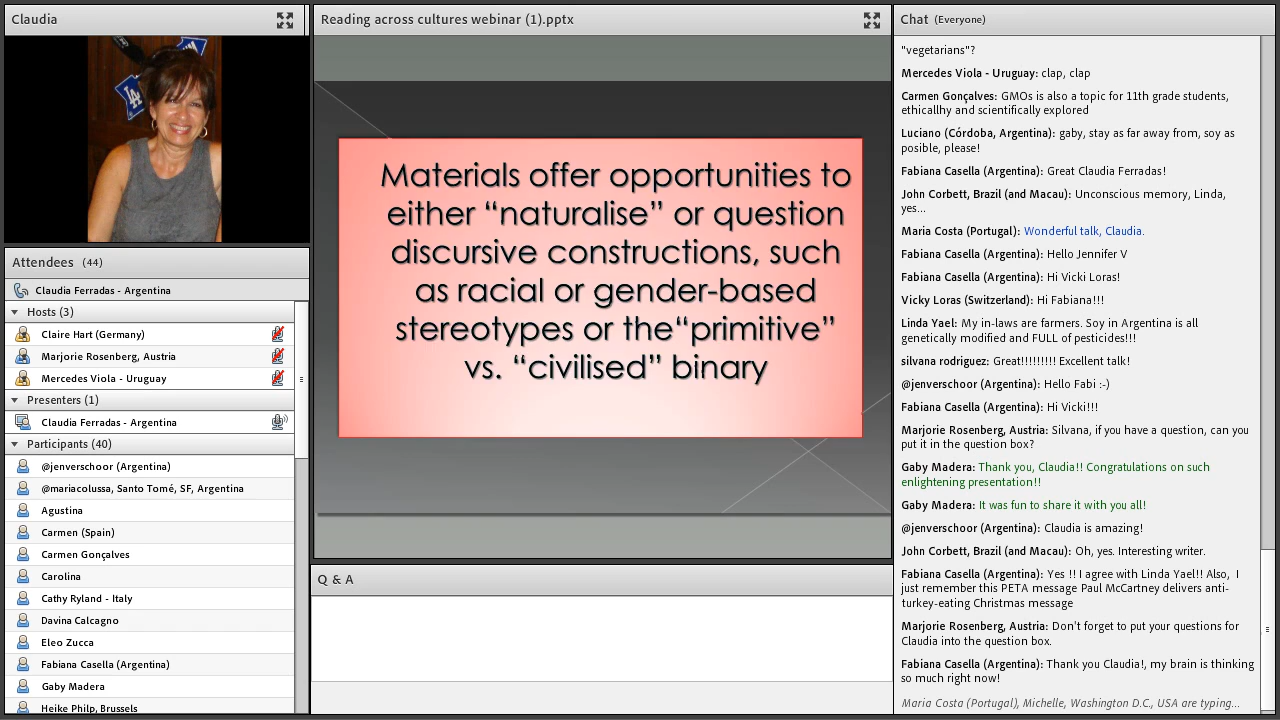 Claudia
LA
Attendees (44)
Claudia Ferradas - Argentina
Hosts (3)
Claire Hart (Germany)
Marjorie Rosenberg, Austria
Mercedes Viola - Uruguay
Presenters (1)
Claudia Ferradas - Argentina
Participants (40)
@jenverschoor (Argentina)
@mariacolussa, Santo Tomé, SF, Argentina
Agustina
Carmen (Spain)
Carmen Gonçalves
Carolina
Cathy Ryland - Italy
Davina Calcagno
Eleo Zucca
Fabiana Casella (Argentina)
Gaby Madera
Heike Philp, Brussels
Reading across cultures webinar (1).pptx
Materials offer opportunities to
either “naturalise” or question
discursive constructions, such
as racial or gender-based
stereotypes or the“primitive”
vs. “civilised” binary
Q & A
Chat (Everyone)
"vegetarians"?
Mercedes Viola - Uruguay: clap, clap
Carmen Gonçalves: GMOs is also a topic for 11th grade students,
ethicallhy and scientifically explored
Luciano (Córdoba, Argentina): gaby, stay as far away from, soy as
posible, please!
Fabiana Casella (Argentina): Great Claudia Ferradas!
John Corbett, Brazil (and Macau): Unconscious memory, Linda,
yes...
Maria Costa (Portugal): Wonderful talk, Claudia.
Fabiana Casella (Argentina): Hello Jennifer V
Fabiana Casella (Argentina): Hi Vicki Loras!
Vicky Loras (Switzerland): Hi Fabiana!!!
Linda Yael: My in-laws are farmers. Soy in Argentina is all
genetically modified and FULL of pesticides!!!
silvana rodriguez: Great!!!!!!!!! Excellent talk!
@jenverschoor (Argentina): Hello Fabi :-)
Fabiana Casella (Argentina): Hi Vicki!!!
Marjorie Rosenberg, Austria: Silvana, if you have a question, can you
put it in the question box?
Gaby Madera: Thank you, Claudia!! Congratulations on such
enlightening presentation!!
Gaby Madera: It was fun to share it with you all!
@jenverschoor (Argentina): Claudia is amazing!
John Corbett, Brazil (and Macau): Oh, yes. Interesting writer.
Fabiana Casella (Argentina): Yes !! I agree with Linda Yael!! Also, I
just remember this PETA message Paul McCartney delivers anti-
turkey-eating Christmas message
Marjorie Rosenberg, Austria: Don't forget to put your questions for
Claudia into the question box.
Fabiana Casella (Argentina): Thank you Claudia!, my brain is thinking
so much right now!
Maria Costa (Portugal), Michelle, Washington D.C., USA are typing...